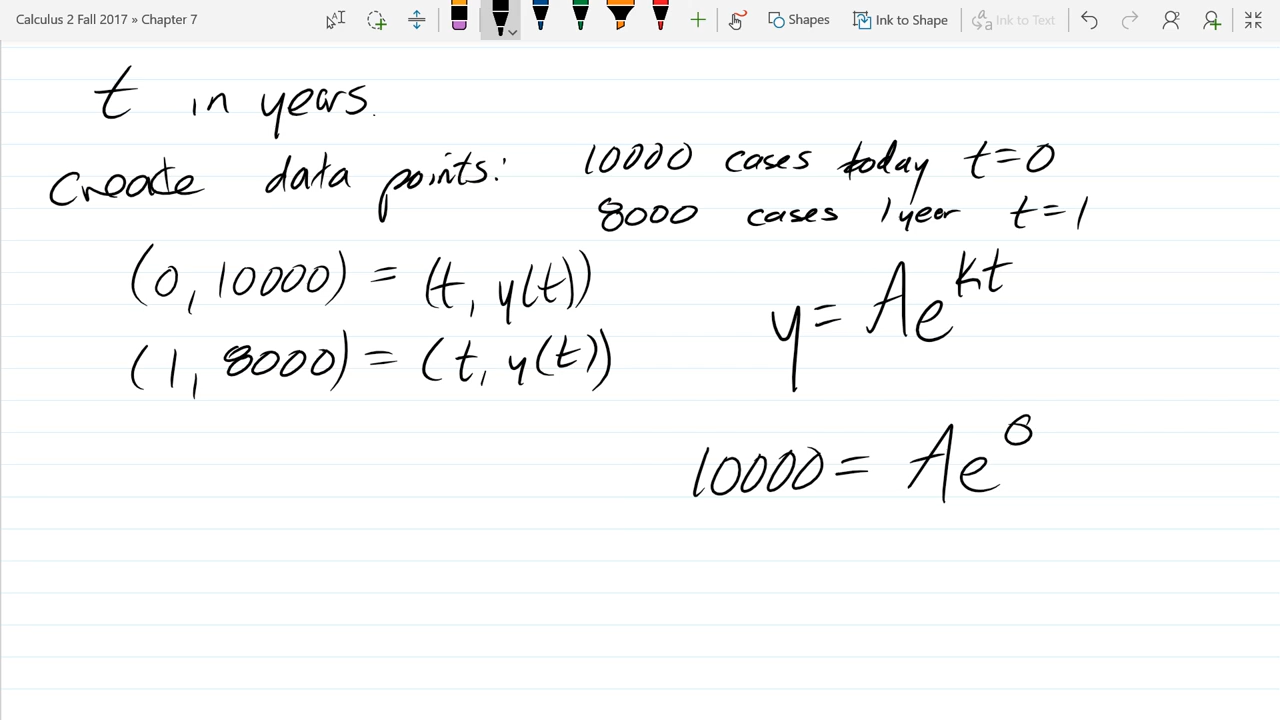 Calculus 2 Fall 2017 » Chapter 7 Shapes Ink to Shape Ink to Text
t in years.
Create data points: 10000 cases today t=0
8000 cases 1 year t=1
(0, 10000) = (t, y(t))
y = Ae^kt
(1, 8000) = (t, y(t))
10000 = Ae^0